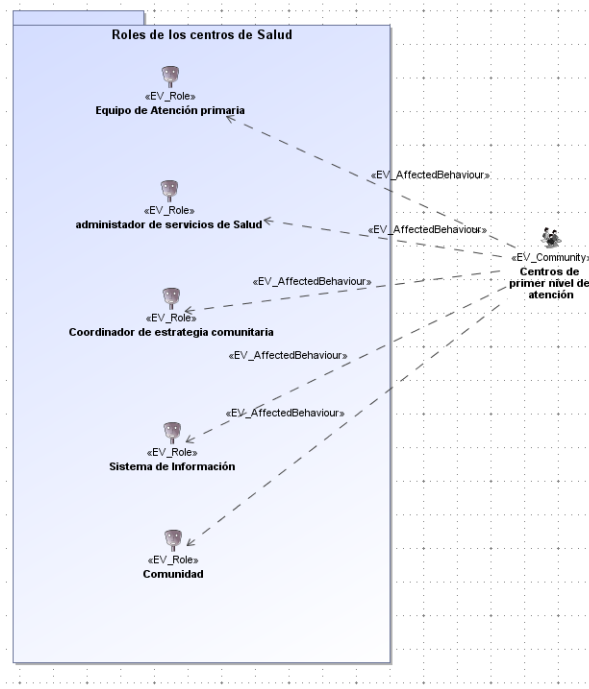 Roles de los centros de Salud
«EV_Role»
Equipo de Atención primaria
«EV_AffectedBehaviour»
«EV_Role»
administador de servicios de Salud
«EV_AffectedBehaviour»
«EV_Community»
Centros de
primer nivel de
atención
«EV_AffectedBehaviour»
«EV_Role»
Coordinador de estrategia comunitaria
«EV_AffectedBehaviour»
«EV_AffectedBehaviour»
«EV_Role»
Sistema de Información
«EV_Role»
Comunidad